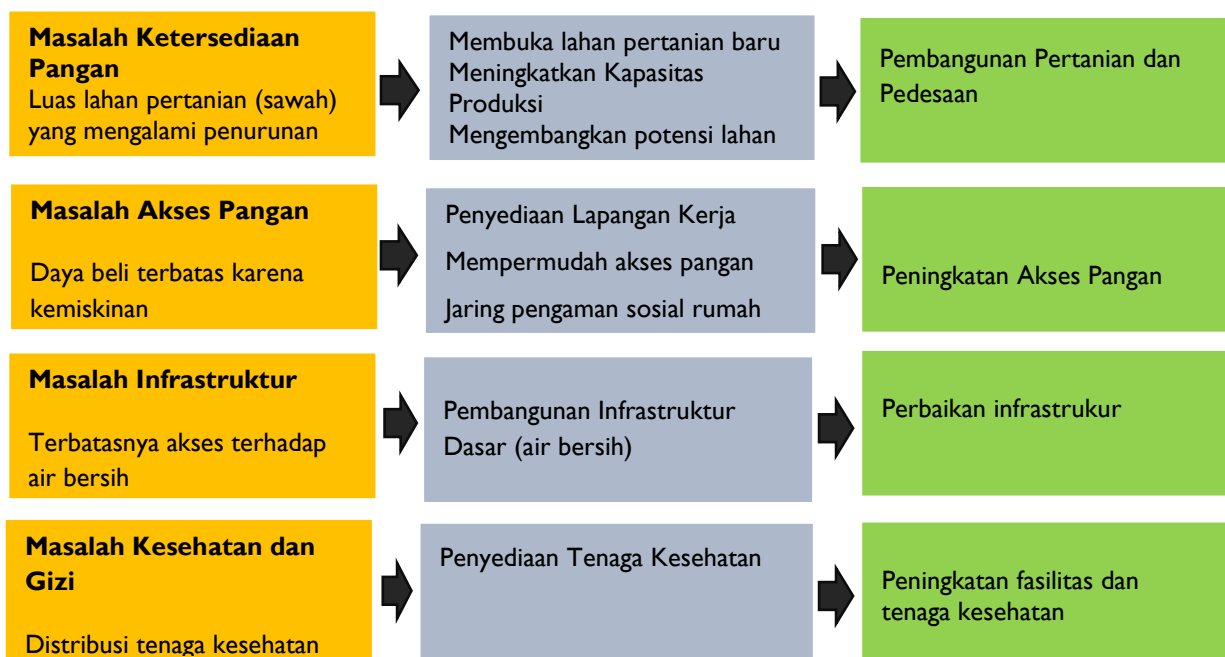 Masalah Ketersediaan
Pangan
Luas lahan pertanian (sawah)
yang mengalami penurunan
Membuka lahan pertanian baru
Meningkatkan Kapasitas
Produksi
Mengembangkan potensi lahan
Pembangunan Pertanian dan
Pedesaan
Masalah Akses Pangan
Daya beli terbatas karena
kemiskinan
Penyediaan Lapangan Kerja
Mempermudah akses pangan
Jaring pengaman sosial rumah
Peningkatan Akses Pangan
Masalah Infrastruktur
Terbatasnya akses terhadap
air bersih
Pembangunan Infrastruktur
Dasar (air bersih)
Perbaikan infrastrukur
Masalah Kesehatan dan
Gizi
Distribusi tenaga kesehatan
Penyediaan Tenaga Kesehatan
Peningkatan fasilitas dan
tenaga kesehatan